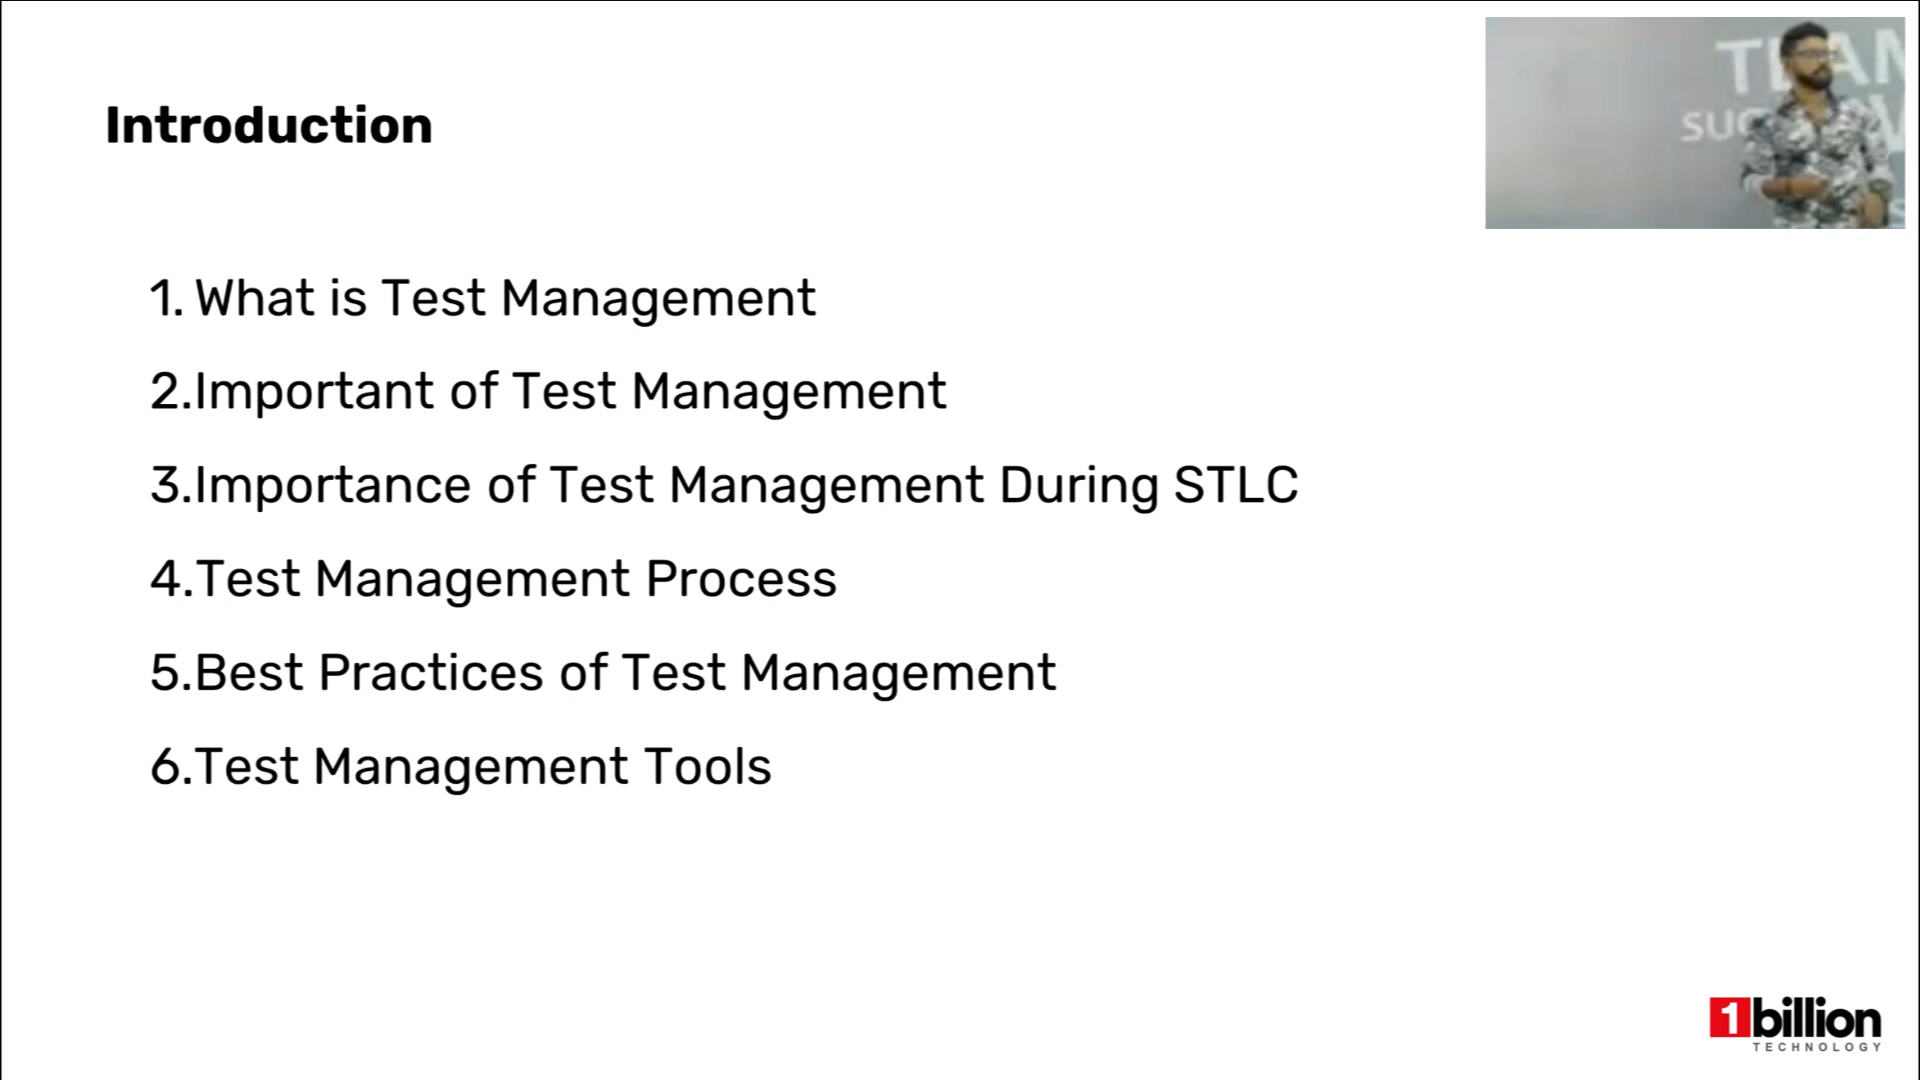 Introduction
1. What is Test Management
2.Important of Test Management
3.Importance of Test Management During STLC
4.Test Management Process
5.Best Practices of Test Management
6.Test Management Tools
1billion
TECHNOLOGY